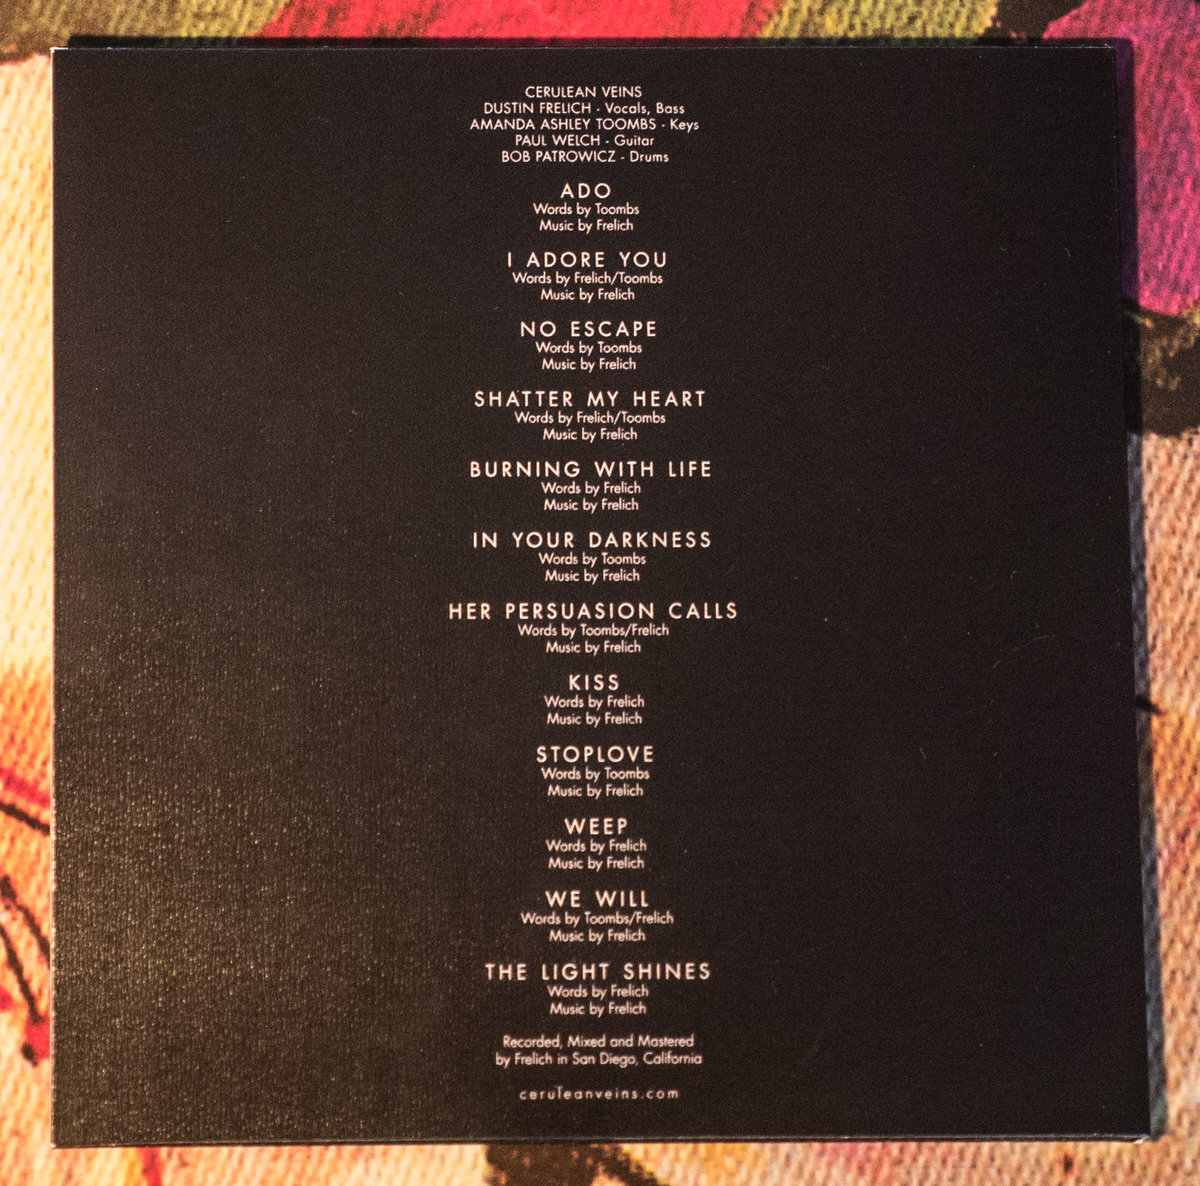 CERULEAN VEINS
DUSTIN FRELICH - Vocals, Bass
AMANDA ASHLEY TOOMBS - Keys
PAUL WELCH - Guitar
BOB PATROWICZ - Drums
ADO
Words by Toombs
Music by Frelich
I ADORE YOU
Words by Frelich/Toombs
Music by Frelich
NO ESCAPE
Words by Toombs
Music by Frelich
SHATTER MY HEART
Words by Frelich/Toombs
Music by Frelich
BURNING WITH LIFE
Words by Frelich
Music by Frelich
IN YOUR DARKNESS
Words by Toombs
Music by Frelich
HER PERSUASION CALLS
Words by Toombs/Frelich
Music by Frelich
KISS
Words by Frelich
Music by Frelich
STOPLOVE
Words by Toombs
Music by Frelich
WEEP
Words by Frelich
Music by Frelich
WE WILL
Words by Toombs/Frelich
Music by Frelich
THE LIGHT SHINES
Words by Frelich
Music by Frelich
Recorded, Mixed and Mastered
by Frelich in San Diego, California
ceruleanveins.com